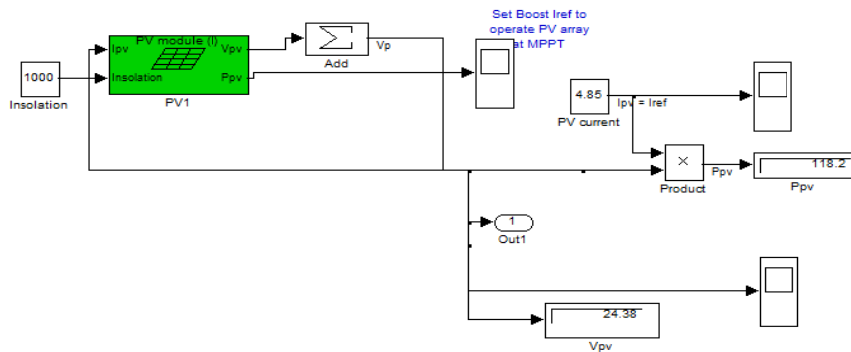 Set Boost Iref to
operate PV array
at MPPT
PV module (I)
Ipv
Vpv
Insolation
Ppv
PV1
1000
Insolation
Add
Vp
4.85
Ipv = Iref
PV current
×
Product
Ppv
118.2
Ppv
1
Out1
24.38
Vpv